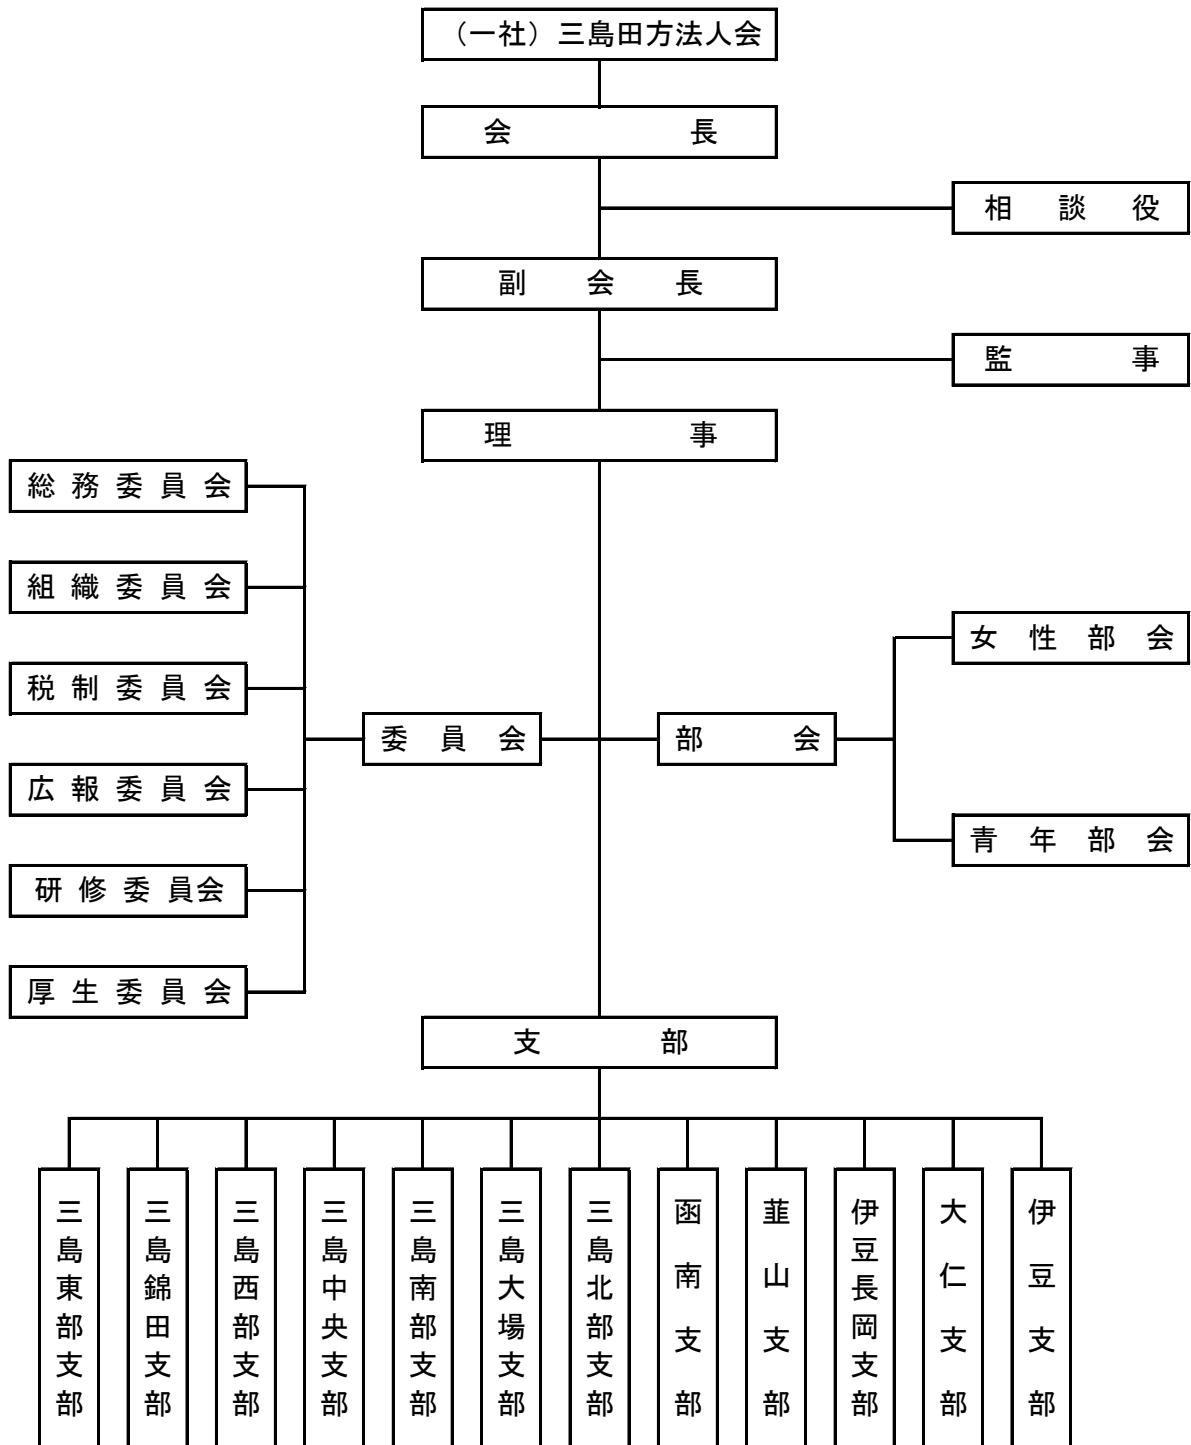 （一社）三島田方法人会
会長
相談役
副会長
監事
理事
総務委員会
組織委員会
税制委員会
広報委員会
研修委員会
厚生委員会
委員会
部会
女性部会
青年部会
支部
三島東部支部
三島錦田支部
三島西部支部
三島中央支部
三島南部支部
三島大場支部
三島北部支部
函南支部
韮山支部
伊豆長岡支部
大仁支部
伊豆支部